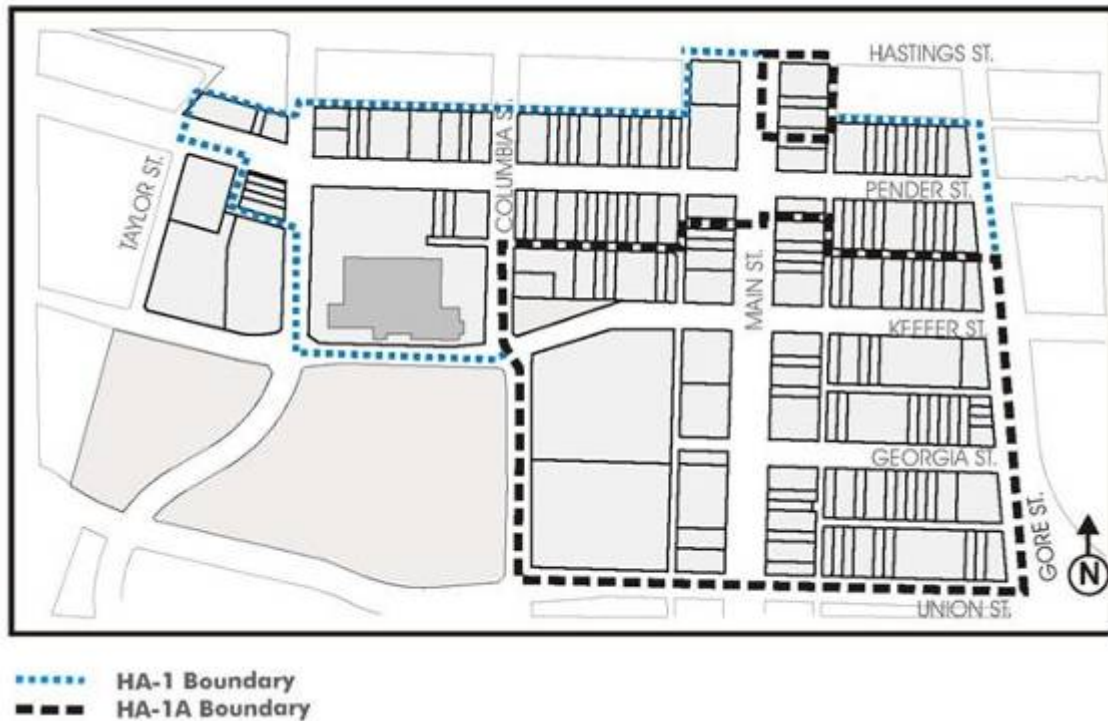 HASTINGS ST.
COLUMBIA ST.
TAYLOR ST.
PENDER ST.
MAIN ST.
KEEFER ST.
GEORGIA ST.
GORE ST.
N
UNION ST.
HA-1 Boundary
HA-1A Boundary